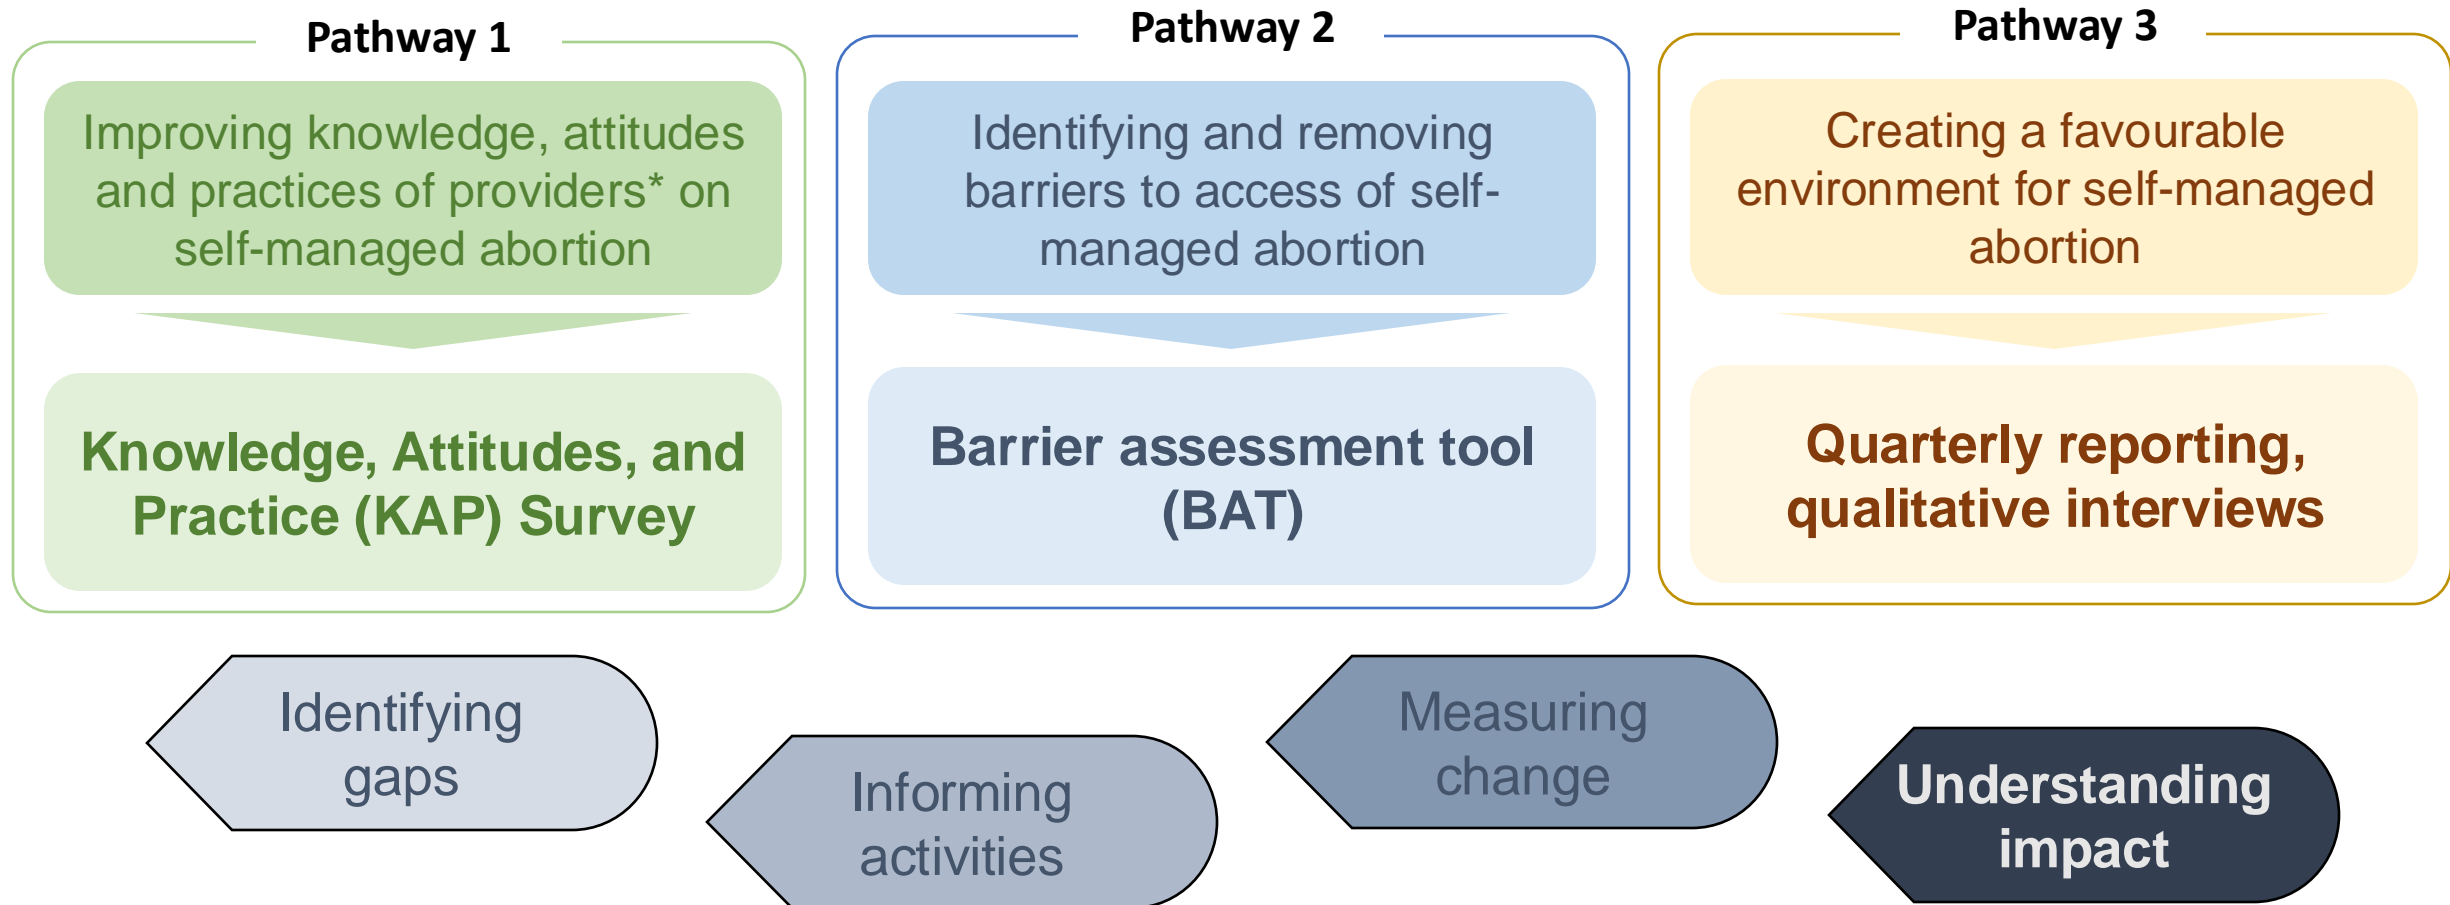 Pathway 1
Improving knowledge, attitudes
and practices of providers* on
self-managed abortion
Knowledge, Attitudes, and
Practice (KAP) Survey
Pathway 2
Identifying and removing
barriers to access of self-
managed abortion
Barrier assessment tool
(BAT)
Pathway 3
Creating a favourable
environment for self-managed
abortion
Quarterly reporting,
qualitative interviews
Identifying
gaps
Informing
activities
Measuring
change
Understanding
impact